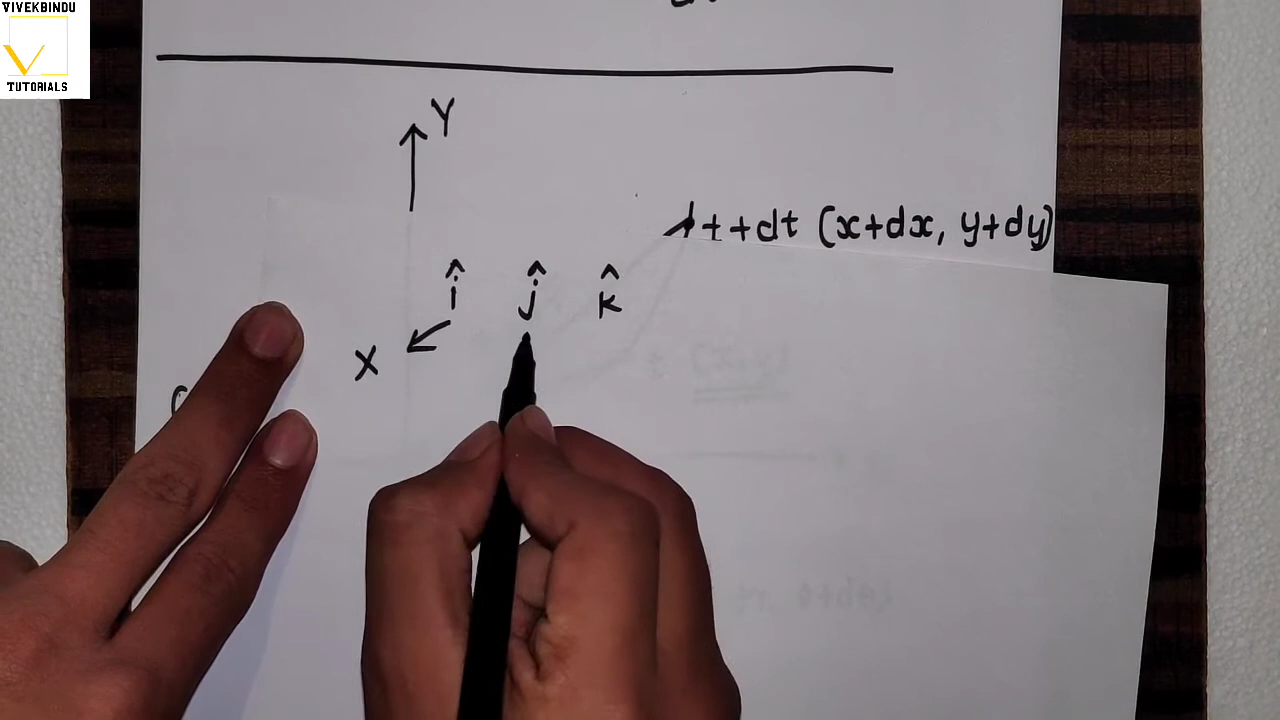 VIVEKBINDU
TUTORIALS
Y
t+dt (x+dx, y+dy)
î ĵ k̂
X